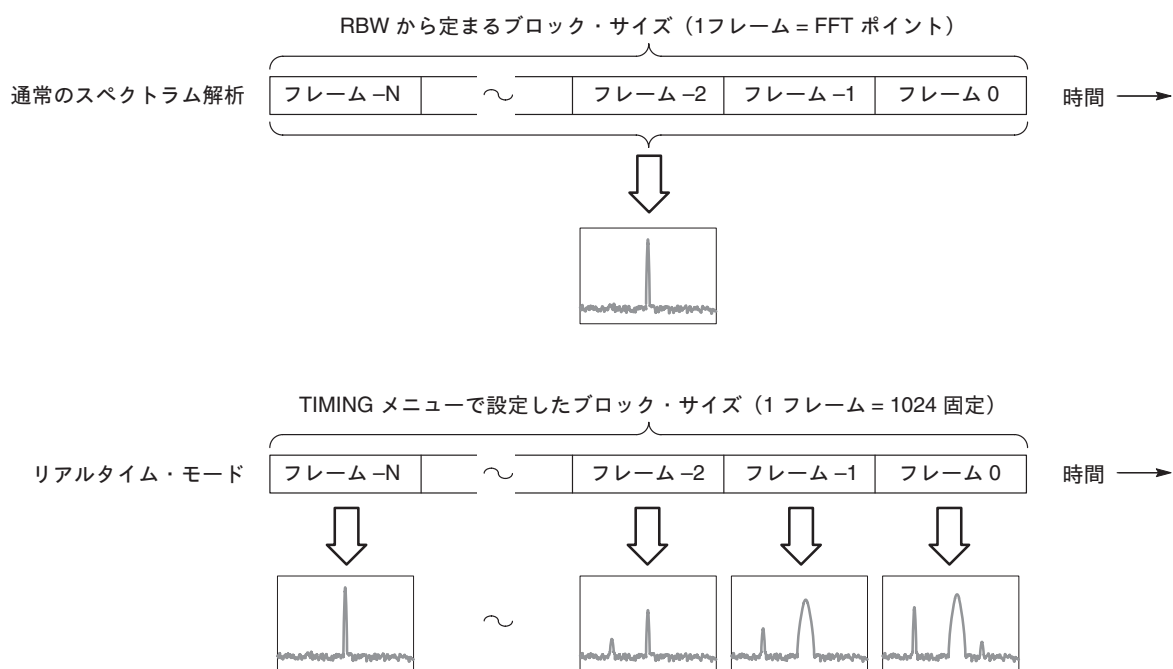 RBW から定まるブロック・サイズ（1フレーム = FFT ポイント）
通常のスペクトラム解析 フレーム –N フレーム –2 フレーム –1 フレーム 0 時間
TIMING メニューで設定したブロック・サイズ（1 フレーム = 1024 固定）
リアルタイム・モード フレーム –N フレーム –2 フレーム –1 フレーム 0 時間